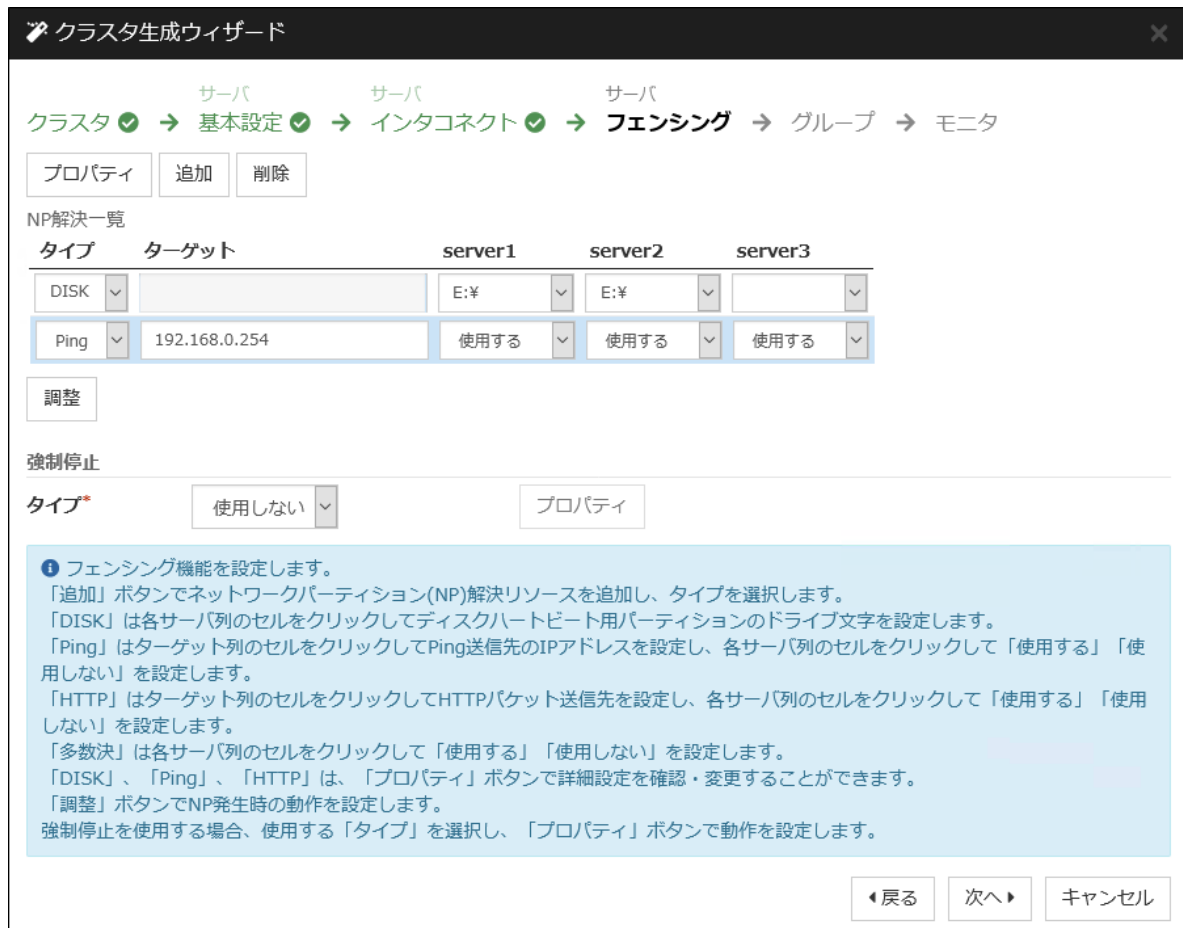 クラスタ生成ウィザード
サーバ サーバ サーバ
クラスタ → 基本設定 → インタコネクト → フェンシング → グループ → モニタ
プロパティ 追加 削除
NP解決一覧
タイプ ターゲット server1 server2 server3
DISK E:¥ E:¥
Ping 192.168.0.254 使用する 使用する 使用する
調整
強制停止
タイプ* 使用しない プロパティ
フェンシング機能を設定します。
「追加」ボタンでネットワークパーティション(NP)解決リソースを追加し、タイプを選択します。
「DISK」は各サーバ列のセルをクリックしてディスクハートビート用パーティションのドライブ文字を設定します。
「Ping」はターゲット列のセルをクリックしてPing送信先のIPアドレスを設定し、各サーバ列のセルをクリックして「使用する」「使
用しない」を設定します。
「HTTP」はターゲット列のセルをクリックしてHTTPパケット送信先を設定し、各サーバ列のセルをクリックして「使用する」「使用
しない」を設定します。
「多数決」は各サーバ列のセルをクリックして「使用する」「使用しない」を設定します。
「DISK」、「Ping」、「HTTP」は、「プロパティ」ボタンで詳細設定を確認・変更することができます。
「調整」ボタンでNP発生時の動作を設定します。
強制停止を使用する場合、使用する「タイプ」を選択し、「プロパティ」ボタンで動作を設定します。
戻る 次へ キャンセル